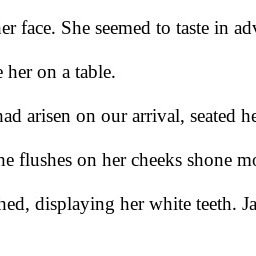 er face. She seemed to taste in adv
her on a table.
had arisen on our arrival, seated he
he flushes on her cheeks shone mo
hed, displaying her white teeth. Ja